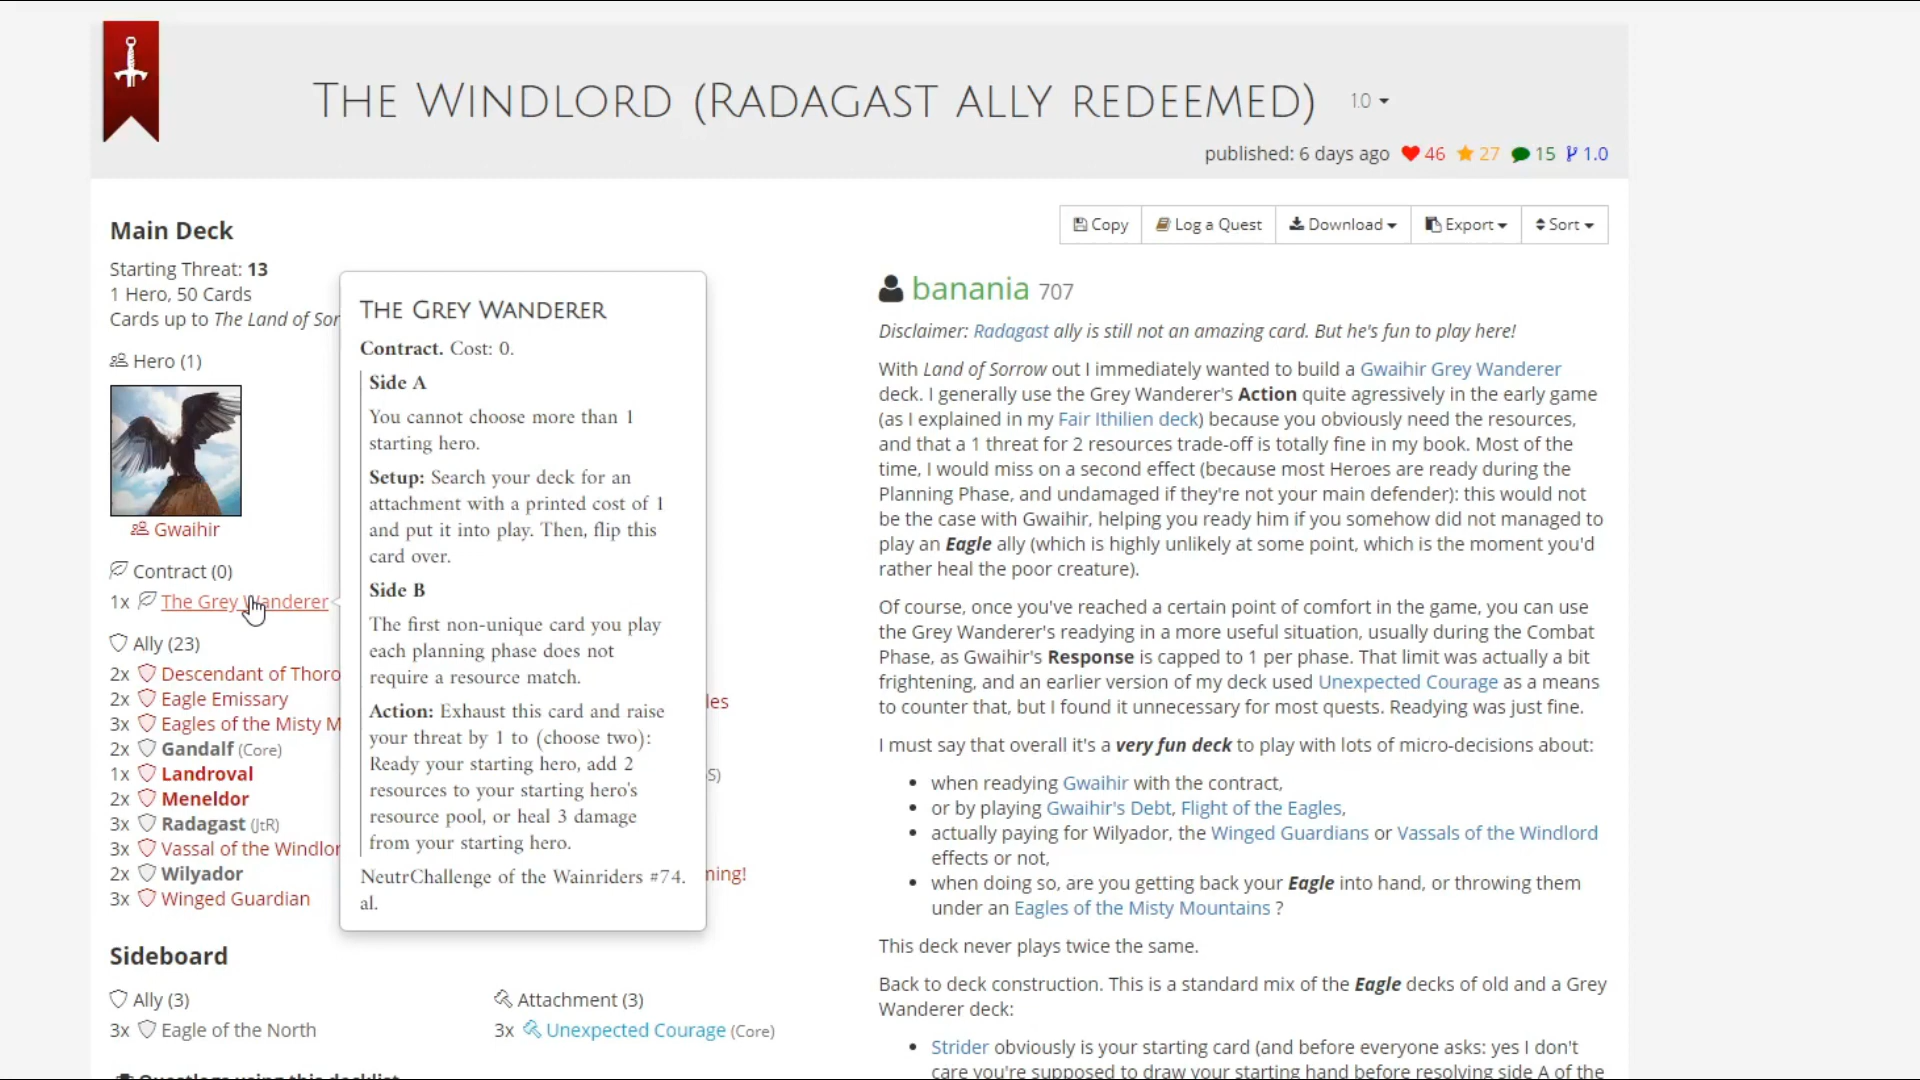 THE WINDLORD (RADAGAST ALLY REDEEMED) 1.0
published: 6 days ago 46 27 15 1.0
Main Deck
Starting Threat: 13
1 Hero, 50 Cards
Cards up to The Land of Sor
Hero (1)
Gwaihir
Contract (0)
1x The Grey Wanderer
Ally (23)
2x Descendant of Thoro
2x Eagle Emissary
3x Eagles of the Misty M
2x Gandalf (Core)
1x Landroval
2x Meneldor
3x Radagast (JtR)
3x Vassal of the Windlor
2x Wilyador
3x Winged Guardian
THE GREY WANDERER
Contract. Cost: 0.
Side A
You cannot choose more than 1
starting hero.
Setup: Search your deck for an
attachment with a printed cost of 1
and put it into play. Then, flip this
card over.
Side B
The first non-unique card you play
each planning phase does not
require a resource match.
Action: Exhaust this card and raise
your threat by 1 to (choose two):
Ready your starting hero, add 2
resources to your starting hero's
resource pool, or heal 3 damage
from your starting hero.
NeutrChallenge of the Wainriders #74.
al.
les
S)
ning!
Sideboard
Ally (3)
3x Eagle of the North
Attachment (3)
3x Unexpected Courage (Core)
Questlogs using this decklist
Copy Log a Quest Download Export Sort
banania 707
Disclaimer: Radagast ally is still not an amazing card. But he's fun to play here!
With Land of Sorrow out I immediately wanted to build a Gwaihir Grey Wanderer
deck. I generally use the Grey Wanderer's Action quite agressively in the early game
(as I explained in my Fair Ithilien deck) because you obviously need the resources,
and that a 1 threat for 2 resources trade-off is totally fine in my book. Most of the
time, I would miss on a second effect (because most Heroes are ready during the
Planning Phase, and undamaged if they're not your main defender): this would not
be the case with Gwaihir, helping you ready him if you somehow did not managed to
play an Eagle ally (which is highly unlikely at some point, which is the moment you'd
rather heal the poor creature).
Of course, once you've reached a certain point of comfort in the game, you can use
the Grey Wanderer's readying in a more useful situation, usually during the Combat
Phase, as Gwaihir's Response is capped to 1 per phase. That limit was actually a bit
frightening, and an earlier version of my deck used Unexpected Courage as a means
to counter that, but I found it unnecessary for most quests. Readying was just fine.
I must say that overall it's a very fun deck to play with lots of micro-decisions about:
• when readying Gwaihir with the contract,
• or by playing Gwaihir's Debt, Flight of the Eagles,
• actually paying for Wilyador, the Winged Guardians or Vassals of the Windlord
effects or not,
• when doing so, are you getting back your Eagle into hand, or throwing them
under an Eagles of the Misty Mountains ?
This deck never plays twice the same.
Back to deck construction. This is a standard mix of the Eagle decks of old and a Grey
Wanderer deck:
• Strider obviously is your starting card (and before everyone asks: yes I don't
care you're supposed to draw your starting hand before resolving side A of the